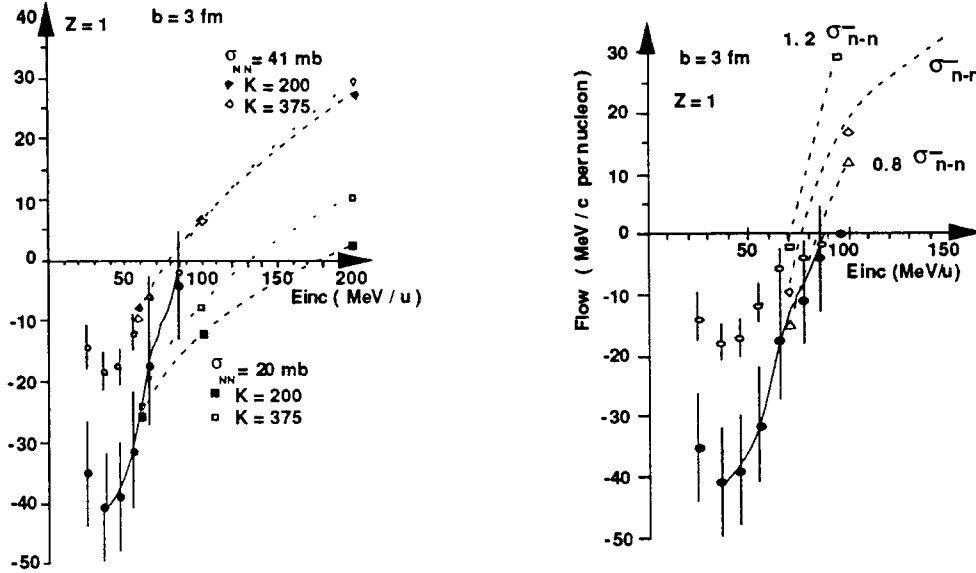 40
Z = 1
b = 3 fm
30
20
10
0
-10
-20
-30
-40
-50
σNN = 41 mb
K = 200
K = 375
50
100
150
200
Einc ( MeV / u )
σNN = 20 mb
K = 200
K = 375
Flow ( MeV / c per nucleon )
30
20
10
0
-10
-20
-30
-40
-50
b = 3 fm
Z = 1
1.2 σn-n
σn-n
0.8 σn-n
50
100
150
Einc (MeV/u)